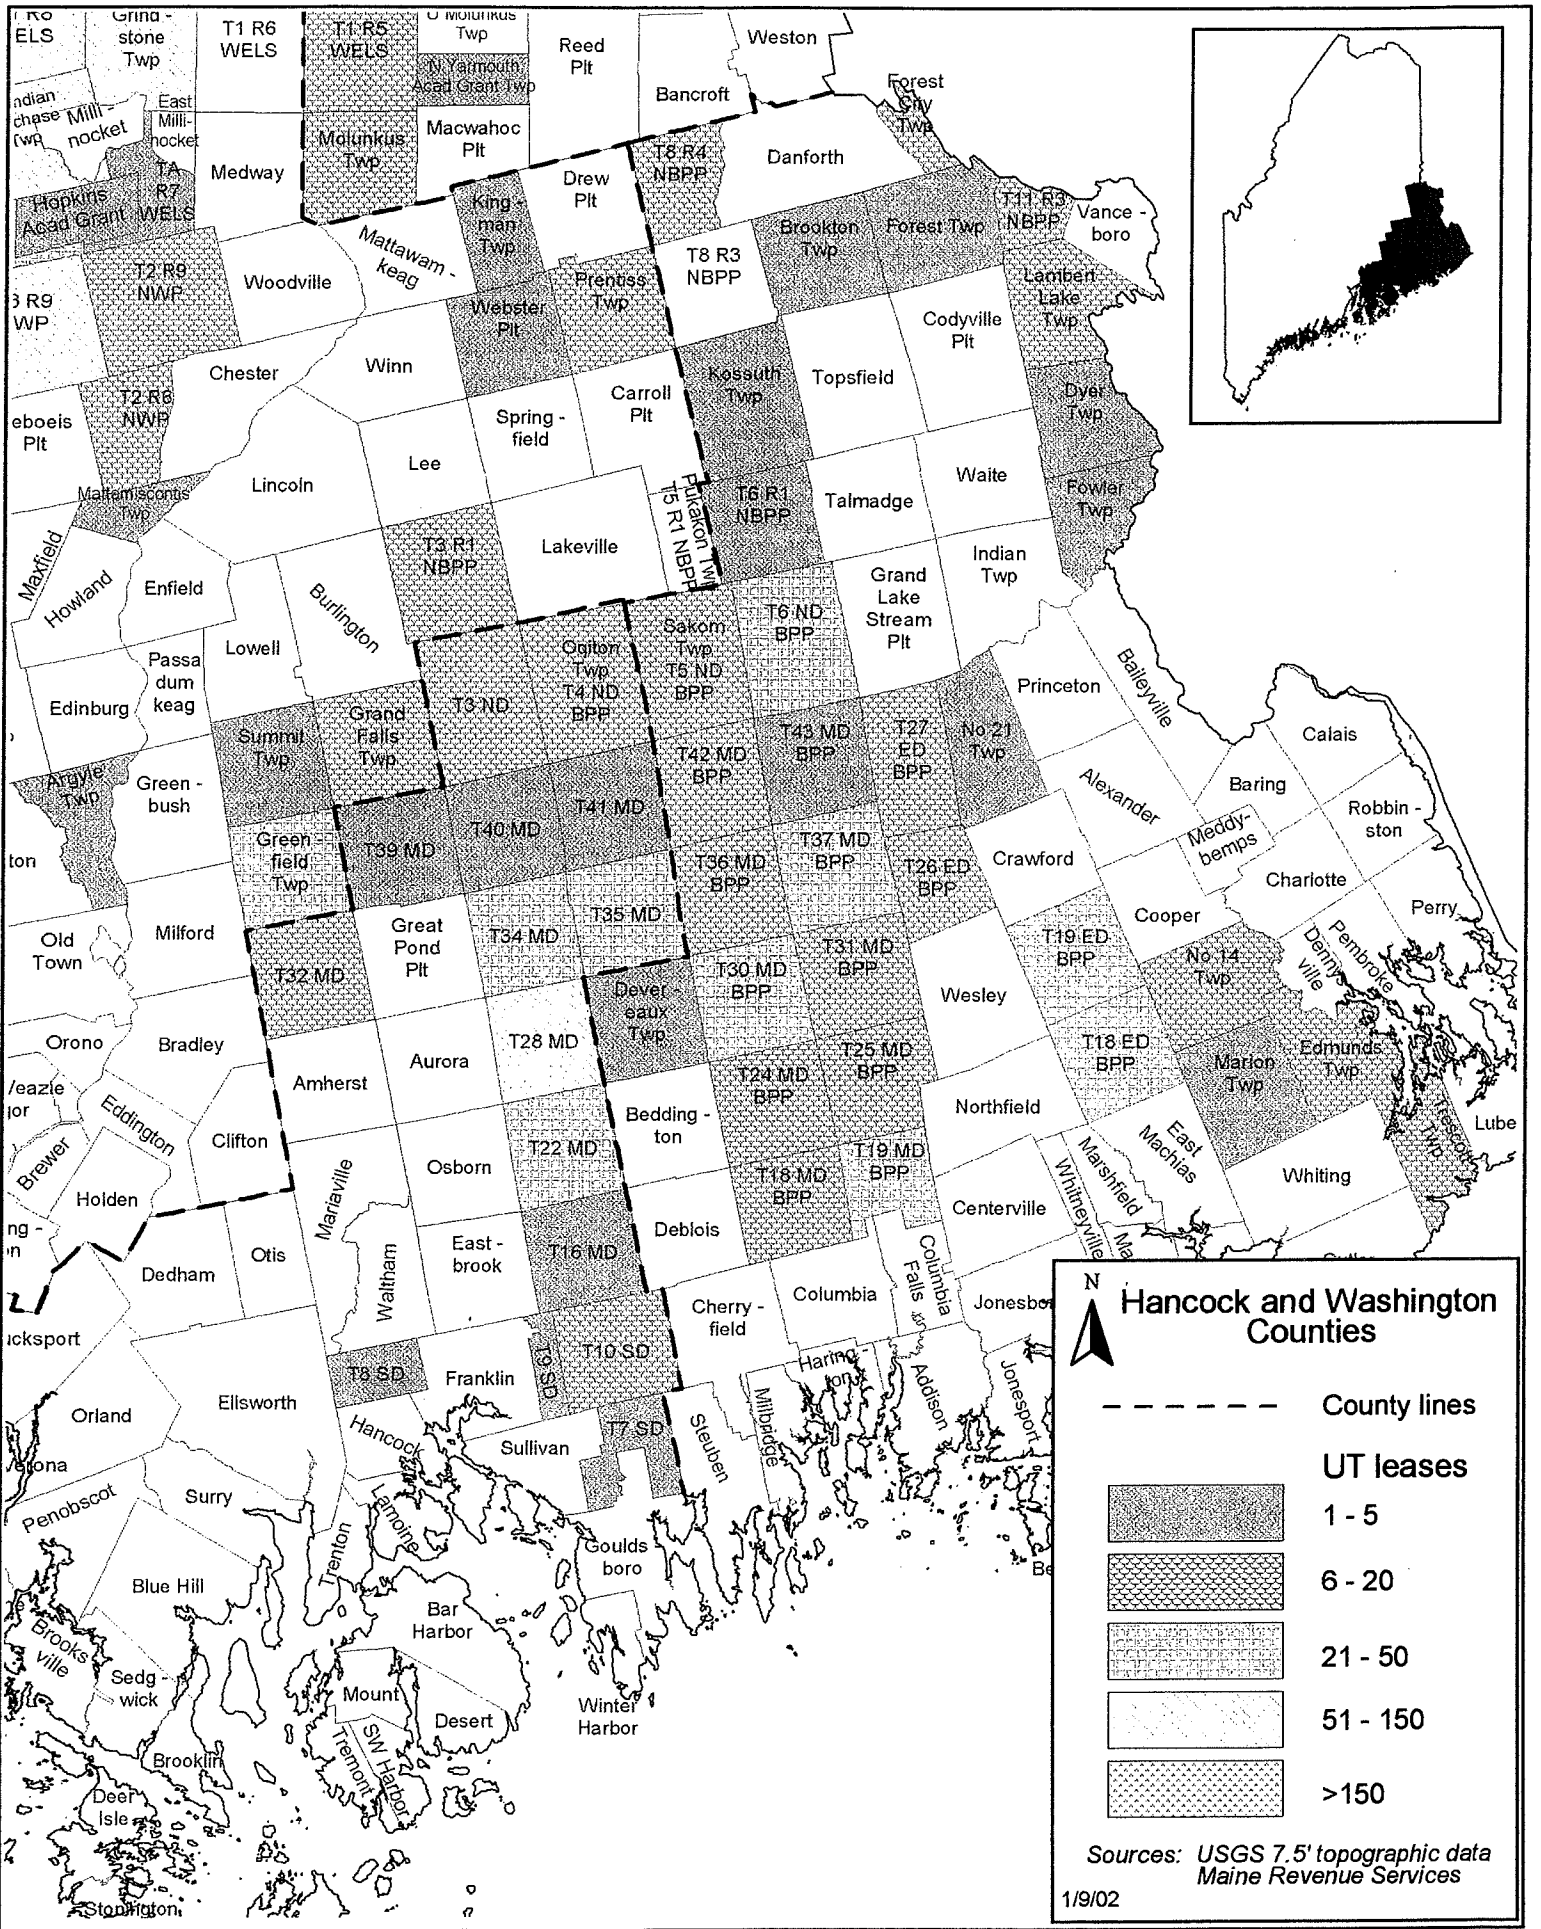 ELS
Grind -
stone
Twp
T1 R6
WELS
T1 R5
WELS
Twp
N Yarmouth
Acad Grant Twp
Reed
Plt
Weston
Bancroft
Forest
City
Twp
Milli -
nocket
East
Milli-
nocket
Medway
Molunkus
Twp
Macwahoc
Plt
Drew
Plt
T8 R4
NBPP
Danforth
Hopkins
Acad Grant
TA
R7
WELS
King -
man
Twp
Brookton
Twp
Forest Twp
T11 R3
NBPP
Vance -
boro
Mattawam -
keag
T2 R9
NWP
Woodville
Webster
Plt
Prentiss
Twp
T8 R3
NBPP
Lambert
Lake
Twp
3 R9
WP
Codyville
Plt
Chester
Winn
Kossuth
Twp
Topsfield
Dyer
Twp
T2 R8
NWP
eboeis
Plt
Carroll
Plt
Spring -
field
Lee
Lincoln
Waite
Mattamiscontis
Twp
Pukakon Twp
T5 R1 NBPP
T6 R1
NBPP
Talmadge
Fowler
Twp
Maxfield
Howland
Enfield
T3 R1
NBPP
Lakeville
Indian
Twp
Grand
Lake
Stream
Plt
Burlington
Lowell
T6 ND
BPP
Sakom
Twp
T5 ND
BPP
Passa
dum
keag
Edinburg
T3 ND
Twp
T4 ND
BPP
Princeton
Baileyville
Grand
Falls
Twp
Summit
Twp
T42 MD
BPP
T43 MD
BPP
T27
ED
BPP
No 21
Twp
Calais
Argyle
Twp
Green -
bush
Alexander
Baring
Robbin -
ston
Green -
field
Twp
T39 MD
T40 MD
T41 MD
T36 MD
BPP
T37 MD
BPP
T26 ED
BPP
Crawford
Meddy-
bemps
Charlotte
ton
Old
Town
Milford
Great
Pond
Plt
T34 MD
T35 MD
Cooper
Perry
Pembroke
Dennys
ville
T32 MD
T30 MD
BPP
T31 MD
BPP
T19 ED
BPP
No 14
Twp
Dever -
eaux
Twp
Wesley
Orono
Bradley
Amherst
Aurora
T28 MD
T24 MD
BPP
T25 MD
BPP
T18 ED
BPP
Marion
Twp
Edmunds
Twp
Eddington
Clifton
Brewer
Holden
Bedding -
ton
Northfield
East
Machias
Trescott
Twp
Lube
Mariaville
Osborn
T22 MD
T18 MD
BPP
T19 MD
BPP
Centerville
Whitneyville
Marshfield
Whiting
Otis
Dedham
Waltham
East -
brook
T16 MD
Deblois
Cherry -
field
Columbia
Columbia
Falls
ucksport
T8 SD
Franklin
T9 SD
T10 SD
Haring -
ton
Addison
Jonesport
Orland
Ellsworth
Hancock
Sullivan
T7 SD
Steuben
Millbridge
Penobscot
Surry
Lamoine
Trenton
Goulds
boro
Blue Hill
Bar
Harbor
Brooks
ville
Sedg -
wick
Mount
Desert
Winter
Harbor
Tremont
SW Harbor
Brooklin
Deer
Isle
Stonington
N
Hancock and Washington
Counties
County lines
UT leases
1 - 5
6 - 20
21 - 50
51 - 150
>150
Sources: USGS 7.5' topographic data
Maine Revenue Services
1/9/02